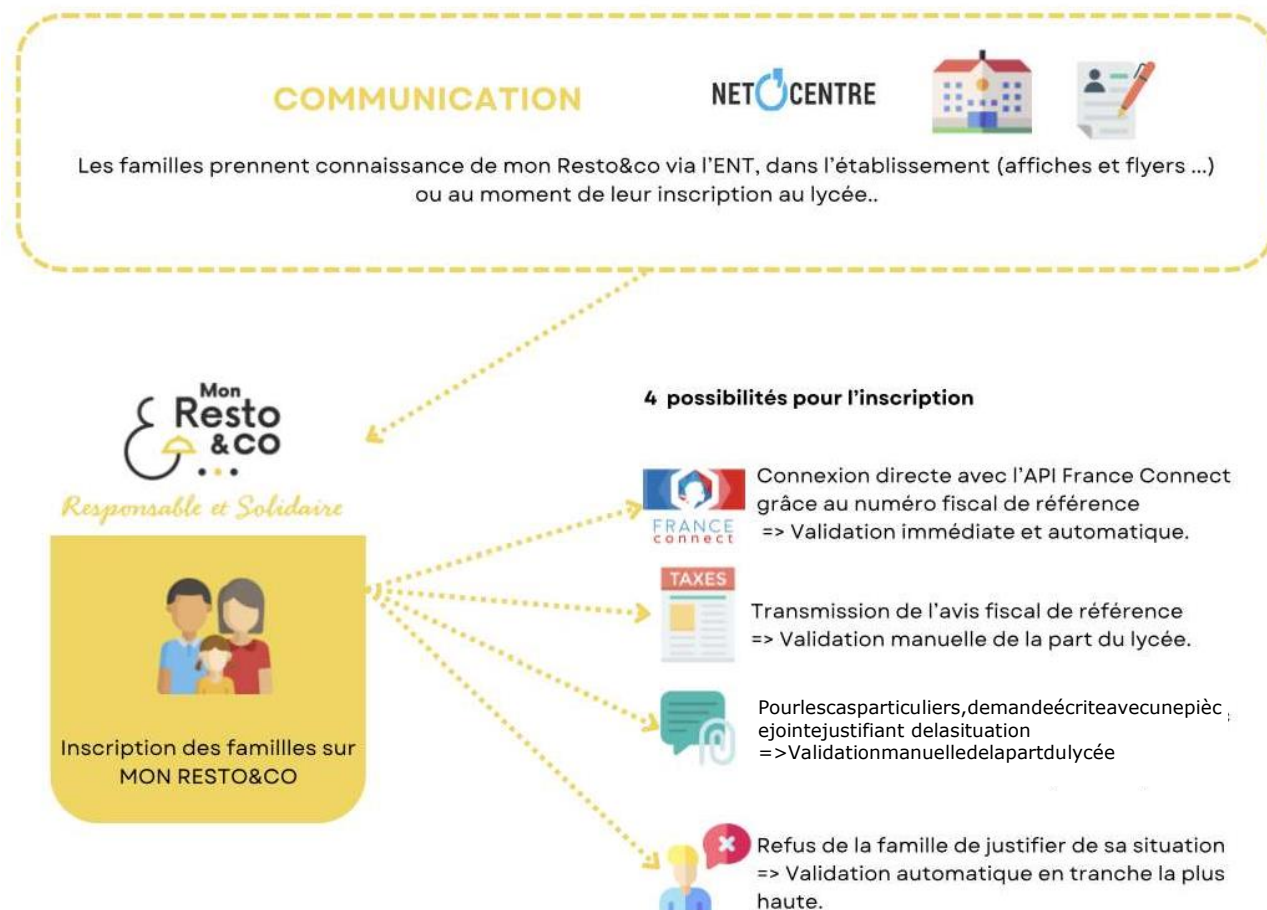 COMMUNICATION
NETO'CENTRE
Les familles prennent connaissance de mon Resto&co via l'ENT, dans l'établissement (affiches et flyers ...)
ou au moment de leur inscription au lycée..
Mon
Resto
&CO
Responsable et Solidaire
Inscription des famillles sur
MON RESTO&CO
4 possibilités pour l'inscription
FRANCE
connect
Connexion directe avec l'API France Connect
grâce au numéro fiscal de référence
=> Validation immédiate et automatique.
TAXES
Transmission de l'avis fiscal de référence
=> Validation manuelle de la part du lycée.
Pourlescasparticuliers,demandeécriteavecunepièc
ejointejustifiant delasituation
=>Validationmanuelledelapartdulycée
Refus de la famille de justifier de sa situation
=> Validation automatique en tranche la plus
haute.